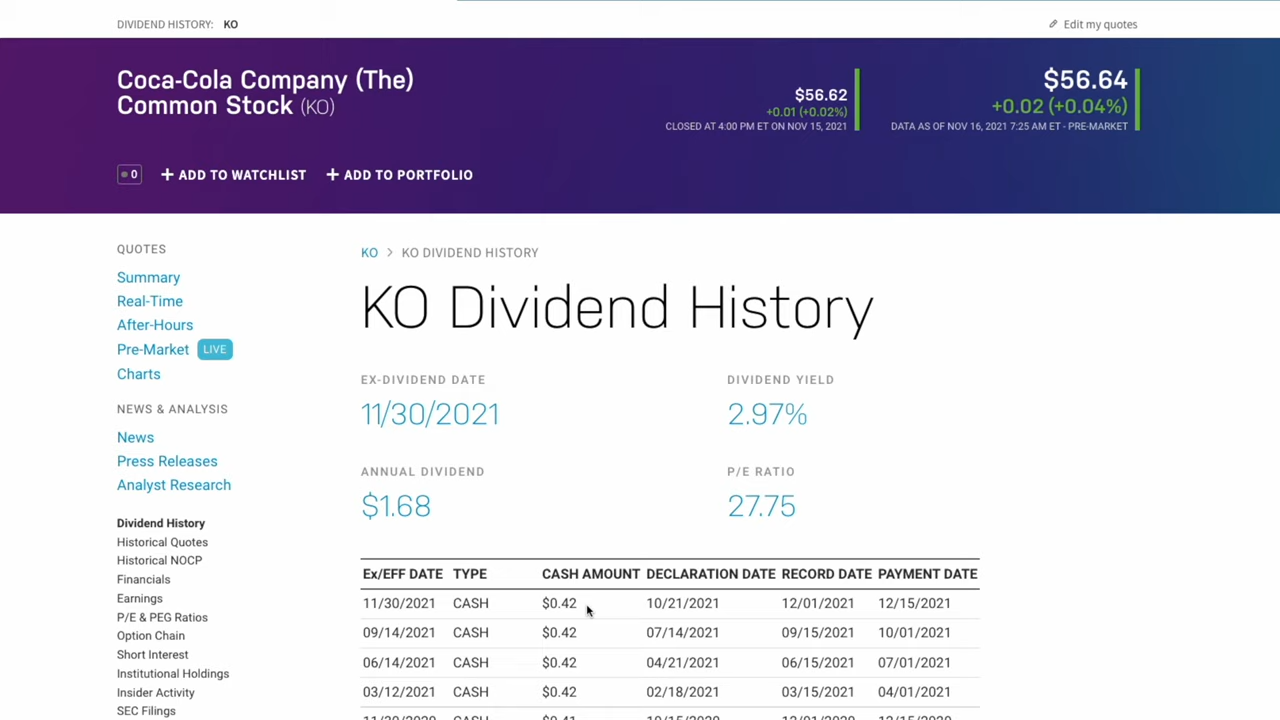 DIVIDEND HISTORY: KO
Edit my quotes
Coca-Cola Company (The)
Common Stock (KO)
$56.62
+0.01 (+0.02%)
CLOSED AT 4:00 PM ET ON NOV 15, 2021
$56.64
+0.02 (+0.04%)
DATA AS OF NOV 16, 2021 7:25 AM ET - PRE-MARKET
0
+ ADD TO WATCHLIST
+ ADD TO PORTFOLIO
QUOTES
Summary
Real-Time
After-Hours
Pre-Market LIVE
Charts
NEWS & ANALYSIS
News
Press Releases
Analyst Research
Dividend History
Historical Quotes
Historical NOCP
Financials
Earnings
P/E & PEG Ratios
Option Chain
Short Interest
Institutional Holdings
Insider Activity
SEC Filings
KO > KO DIVIDEND HISTORY
KO Dividend History
EX-DIVIDEND DATE
11/30/2021
DIVIDEND YIELD
2.97%
ANNUAL DIVIDEND
$1.68
P/E RATIO
27.75
Ex/EFF DATE TYPE CASH AMOUNT DECLARATION DATE RECORD DATE PAYMENT DATE
11/30/2021 CASH $0.42 10/21/2021 12/01/2021 12/15/2021
09/14/2021 CASH $0.42 07/14/2021 09/15/2021 10/01/2021
06/14/2021 CASH $0.42 04/21/2021 06/15/2021 07/01/2021
03/12/2021 CASH $0.42 02/18/2021 03/15/2021 04/01/2021